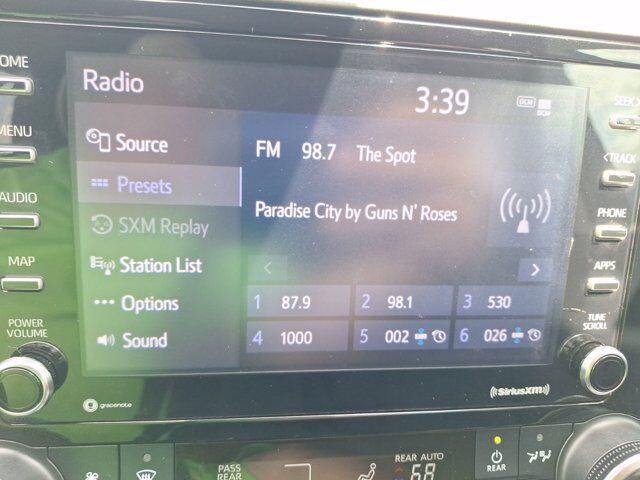 Radio
3:39
DCM
DCM
HOME
MENU
AUDIO
MAP
POWER
VOLUME
Source
Presets
SXM Replay
Station List
Options
Sound
FM 98.7 The Spot
Paradise City by Guns N' Roses
1 87.9
2 98.1
3 530
4 1000
5 002
6 026
SEEK >
< TRACK
PHONE
APPS
TUNE
SCROLL
gracenote
SiriusXM
PASS
REAR
REAR AUTO
68
REAR